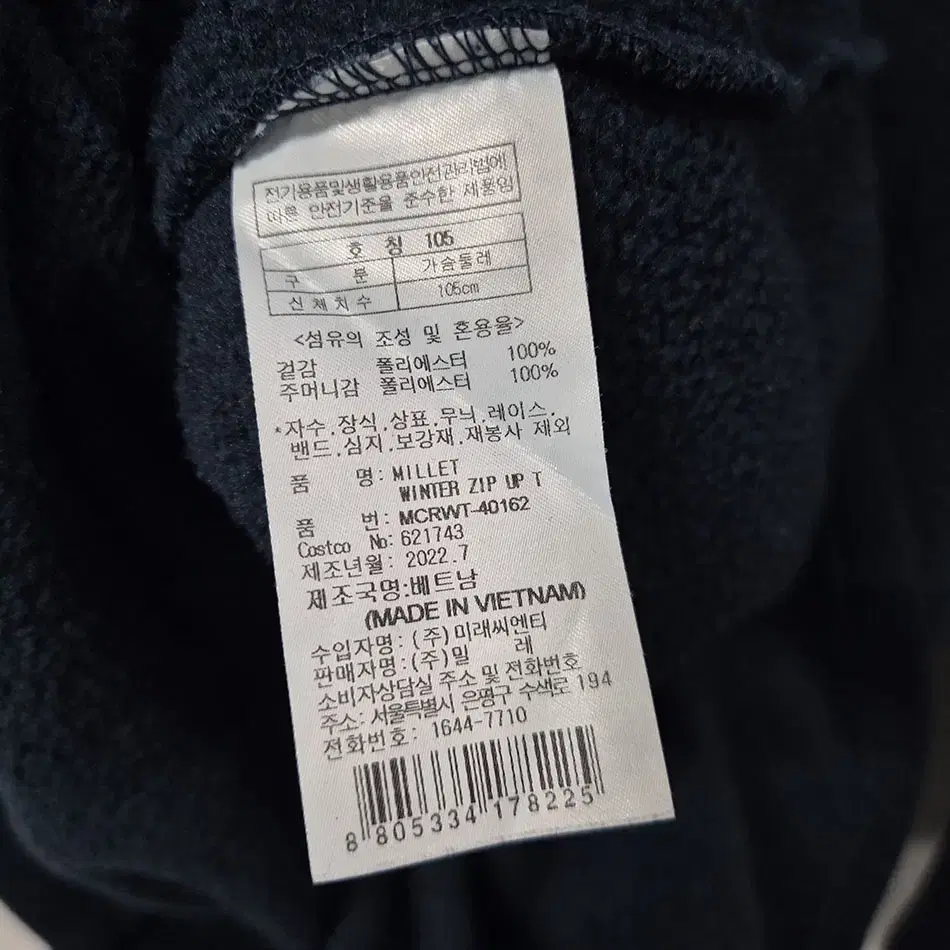 전기용품및생활용품안전관리법에
따른 안전기준을 준수한 제품임
호 칭 105
구 분 가슴둘레
신체치수 105cm
<섬유의 조성 및 혼용율>
겉감 폴리에스터 100%
주머니감 폴리에스터 100%
*자수.장식.상표.무늬.레이스.
밴드.심지.보강재.재봉사 제외
품 명: MILLET
WINTER ZIP UP T
품 번: MCRWT-40162
Costco No: 621743
제조년월: 2022.7
제조국명:베트남
(MADE IN VIETNAM)
수입자명: (주)미래씨엔티
판매자명: (주)밀 레
소비자상담실 주소 및 전화번호
주소: 서울특별시 은평구 수색로 194
전화번호: 1644-7710
8 805334 178225